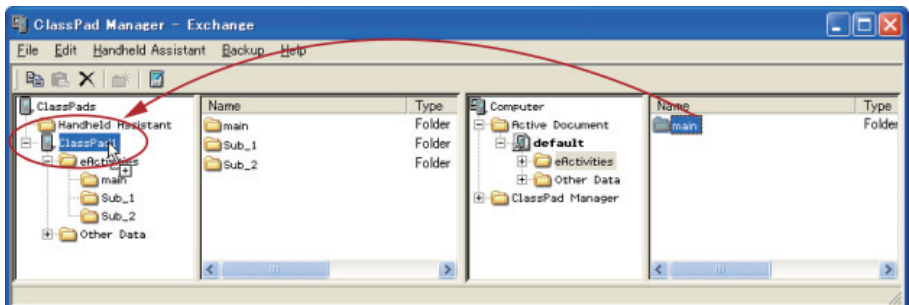 ClassPad Manager - Exchange
File Edit Handheld Assistant Backup Help
ClassPads
Handheld Assistant
ClassPad1
eActivities
main
Sub_1
Sub_2
Other Data
Name Type
main Folder
Sub_1 Folder
Sub_2 Folder
Computer
Active Document
default
eActivities
Other Data
ClassPad Manager
Name Type
main Folder